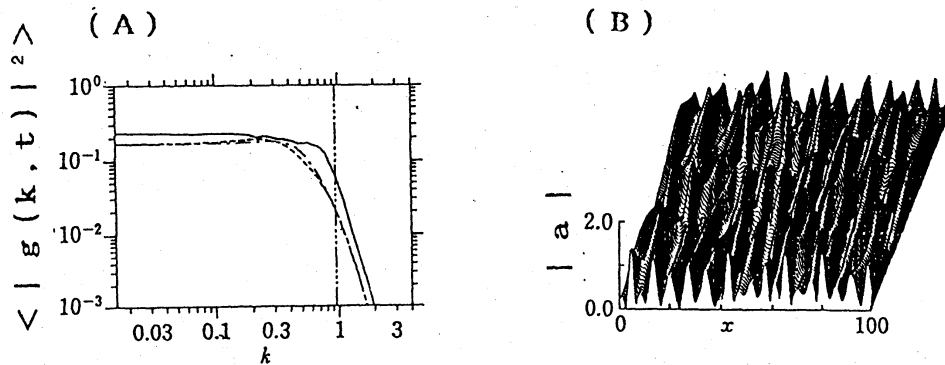 ( A )
< | g ( k , t ) | ² >
10⁰
10⁻¹
10⁻²
10⁻³
0.03 0.1 0.3 1 3
k
( B )
| a |
2.0
0.0
0 x 100